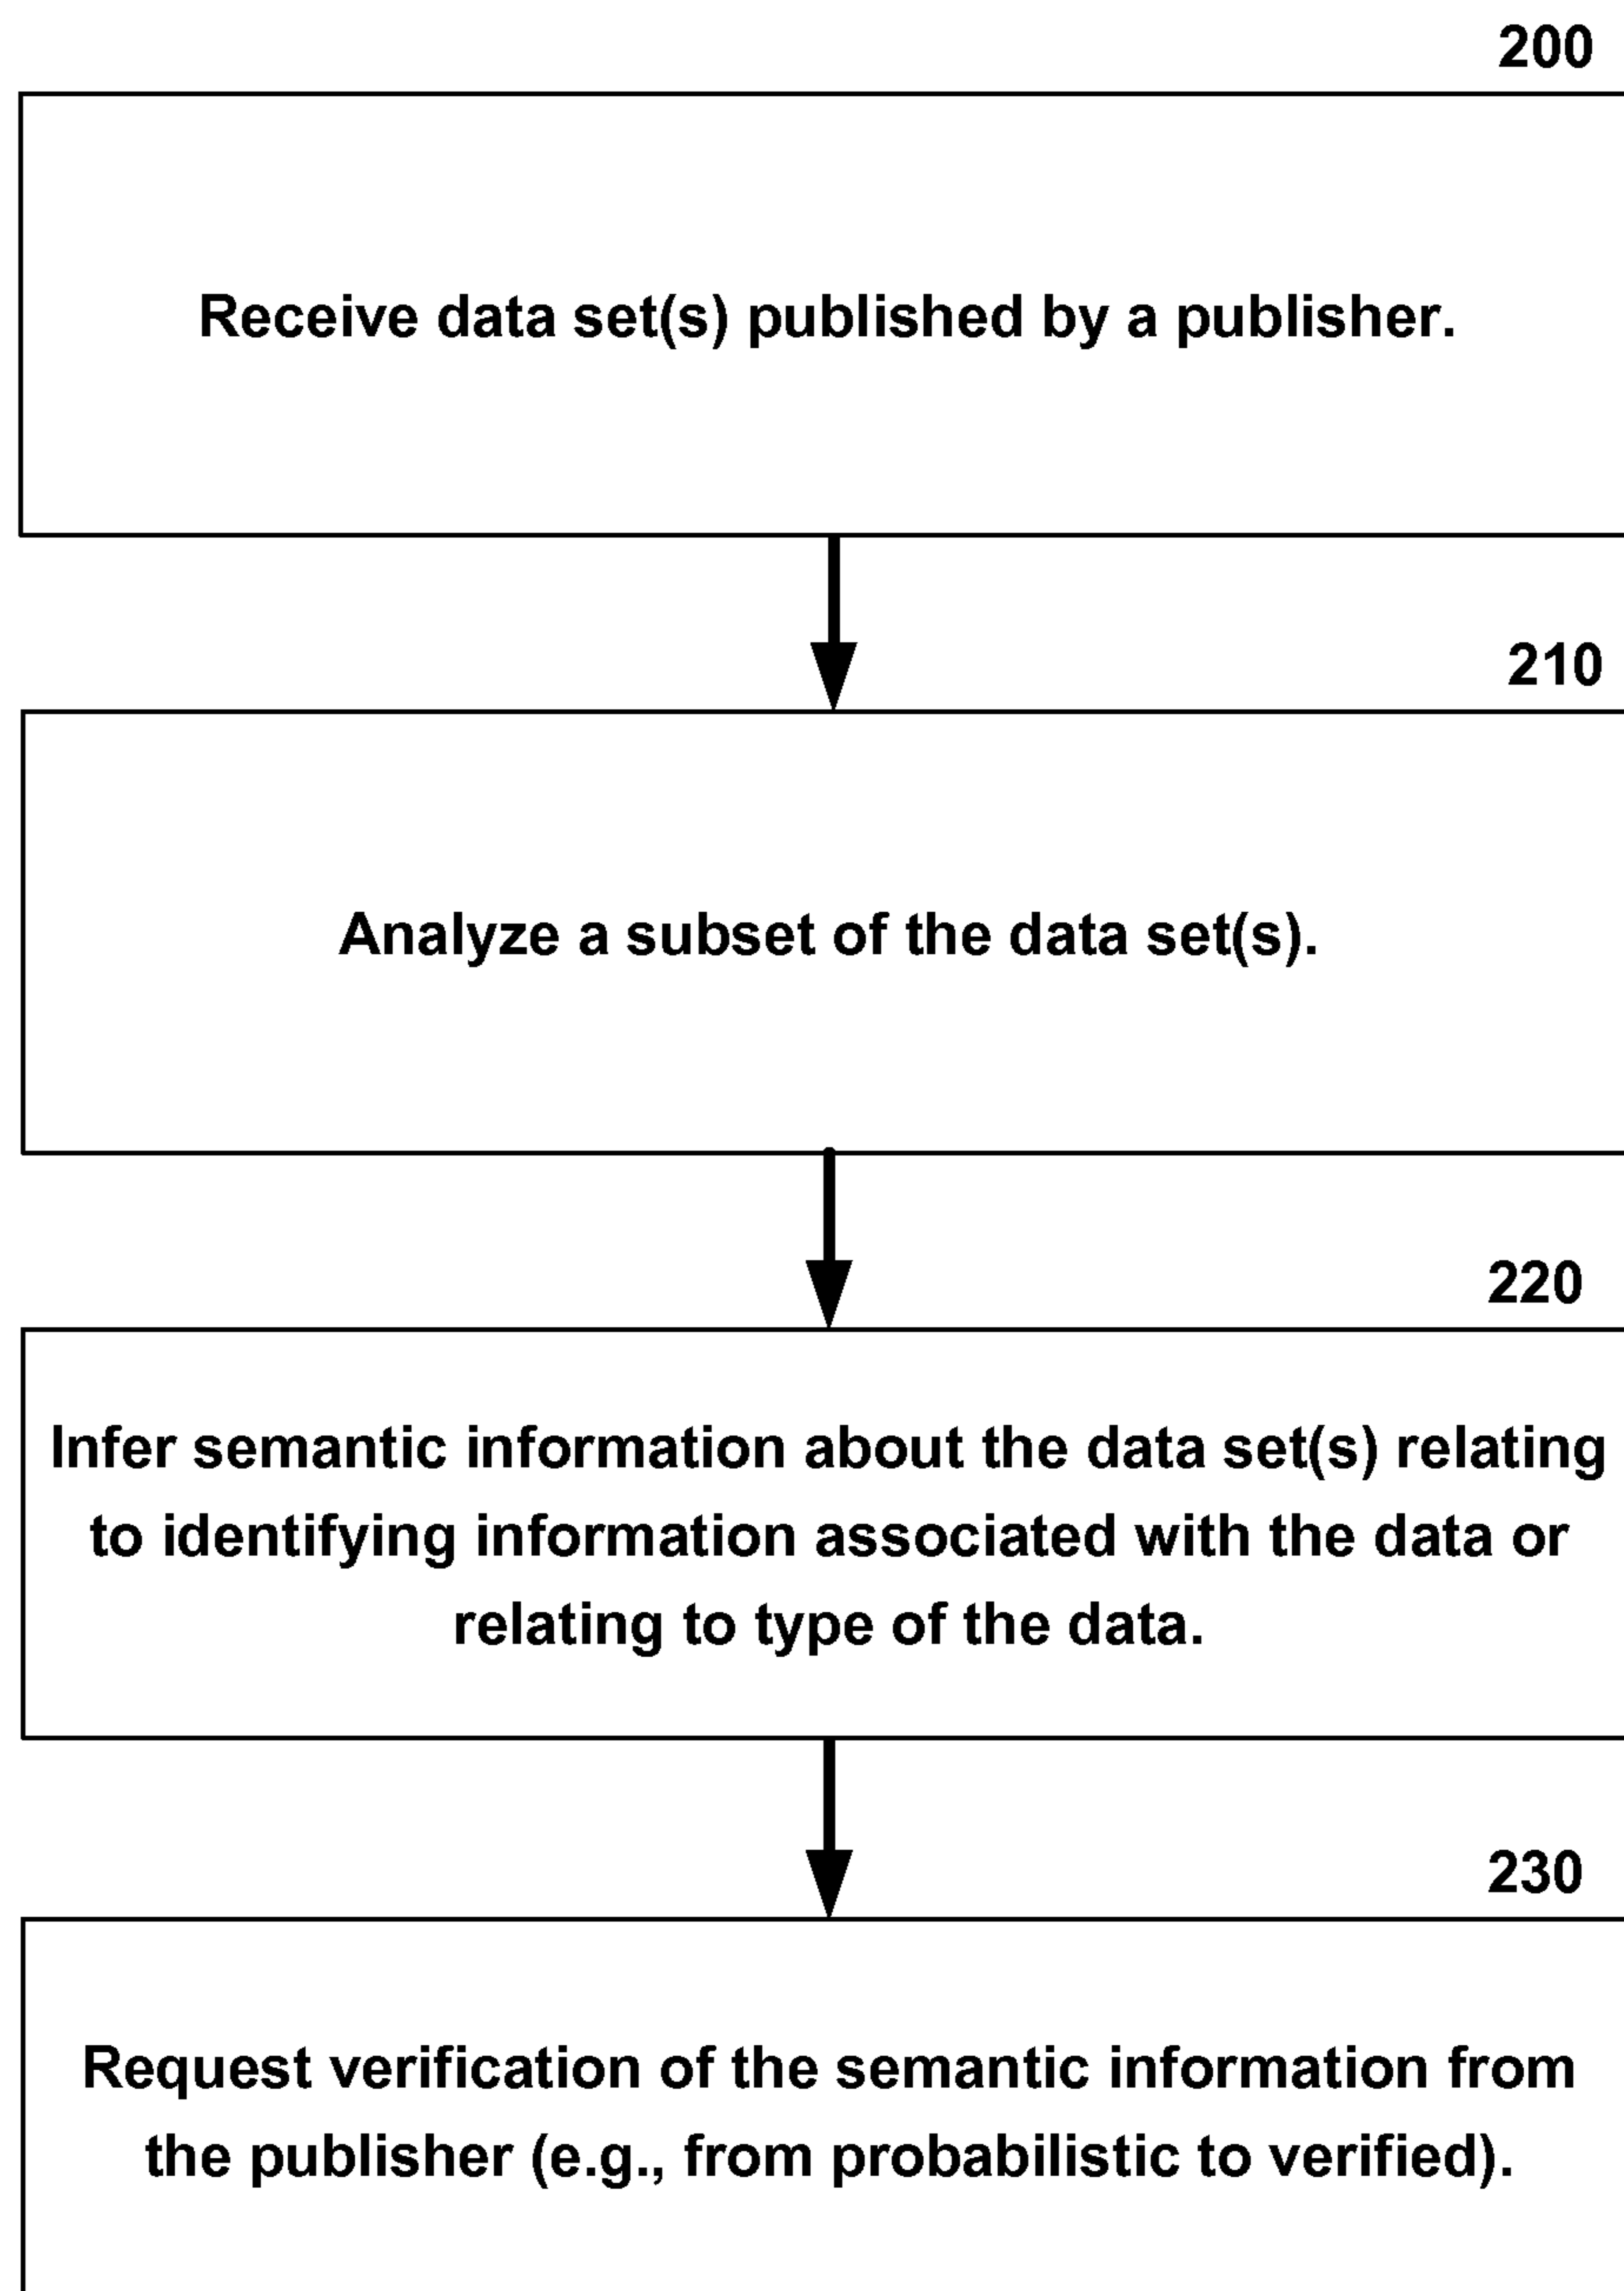 200
Receive data set(s) published by a publisher.
210
Analyze a subset of the data set(s).
220
Infer semantic information about the data set(s) relating
to identifying information associated with the data or
relating to type of the data.
230
Request verification of the semantic information from
the publisher (e.g., from probabilistic to verified).